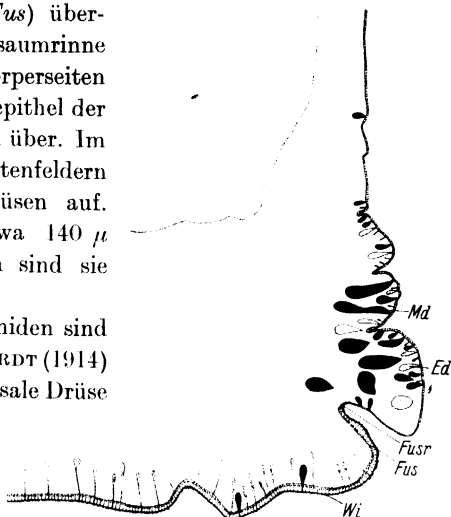 Fus) über-
saumrinne
rperseiten
epithel der
über. Im
tenfeldern
üsen auf.
wa 140 μ
sind sie
niden sind
RDT (1914)
sale Drüse
Md
Ed
Fusr
Fus
Wi